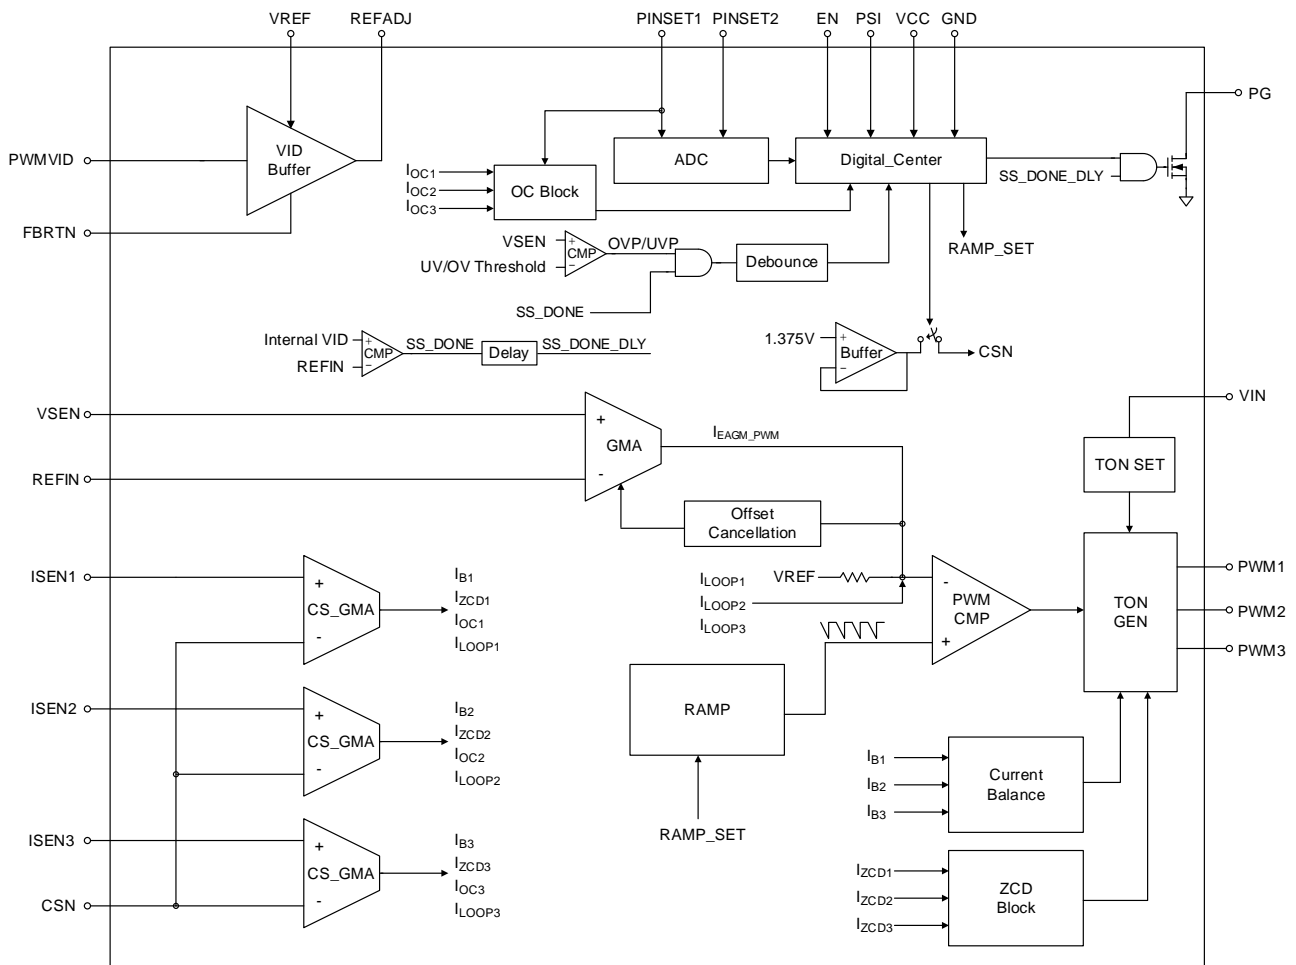 VREF
REFADJ
PINSET1
PINSET2
EN
PSI
VCC
GND
PG
PWMVID
VID
Buffer
FBRTN
IOC1
IOC2
IOC3
OC Block
ADC
Digital_Center
SS_DONE_DLY
RAMP_SET
VSEN
UV/OV Threshold
+
-
CMP
OVP/UVP
Debounce
SS_DONE
Internal VID
REFIN
+
-
CMP
SS_DONE
Delay
SS_DONE_DLY
1.375V
+
-
Buffer
CSN
VSEN
REFIN
+
GMA
-
IEAGM_PWM
Offset
Cancellation
VIN
TON SET
ISEN1
+
CS_GMA
-
IB1
IZCD1
IOC1
ILOOP1
ILOOP1
ILOOP2
ILOOP3
VREF
-
PWM
CMP
+
TON
GEN
PWM1
PWM2
PWM3
ISEN2
+
CS_GMA
-
IB2
IZCD2
IOC2
ILOOP2
RAMP
RAMP_SET
IB1
IB2
IB3
Current
Balance
ISEN3
CSN
+
CS_GMA
-
IB3
IZCD3
IOC3
ILOOP3
IZCD1
IZCD2
IZCD3
ZCD
Block